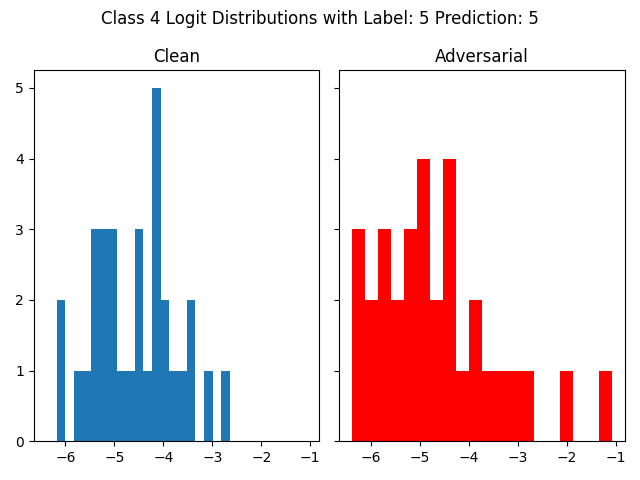 Class 4 Logit Distributions with Label: 5 Prediction: 5
Clean
Adversarial
5
4
3
2
1
0
−6 −5 −4 −3 −2 −1
−6 −5 −4 −3 −2 −1